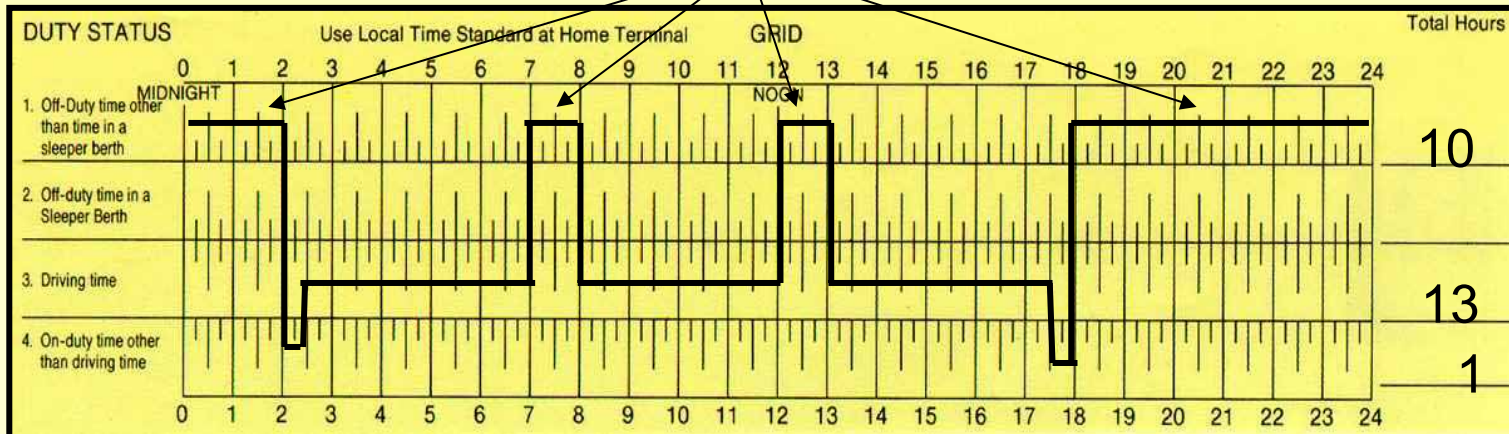 DUTY STATUS Use Local Time Standard at Home Terminal GRID Total Hours
0 1 2 3 4 5 6 7 8 9 10 11 12 13 14 15 16 17 18 19 20 21 22 23 24
MIDNIGHT NOON
1. Off-Duty time other
than time in a
sleeper berth
10
2. Off-duty time in a
Sleeper Berth
3. Driving time
13
4. On-duty time other
than driving time
1
0 1 2 3 4 5 6 7 8 9 10 11 12 13 14 15 16 17 18 19 20 21 22 23 24